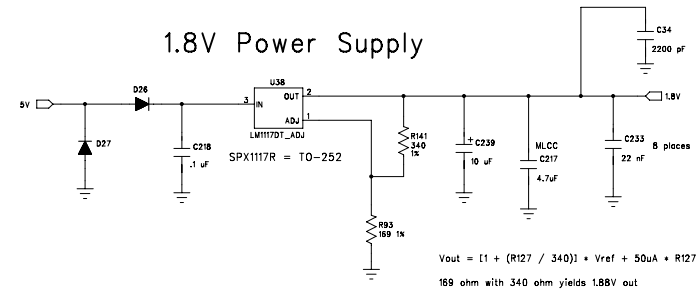 1.8V Power Supply
C34
2200 pF
5V
D26
U38
3
IN
OUT
2
ADJ
1
LM1117DT_ADJ
1.8V
D27
C218
.1 uF
SPX1117R = TO-252
R141
340
1%
+
C239
10 uF
MLCC
C217
4.7uF
C233
22 nF
8 places
R93
169 1%
Vout = [1 + (R127 / 340)] * Vref + 50uA * R127
169 ohm with 340 ohm yields 1.88V out